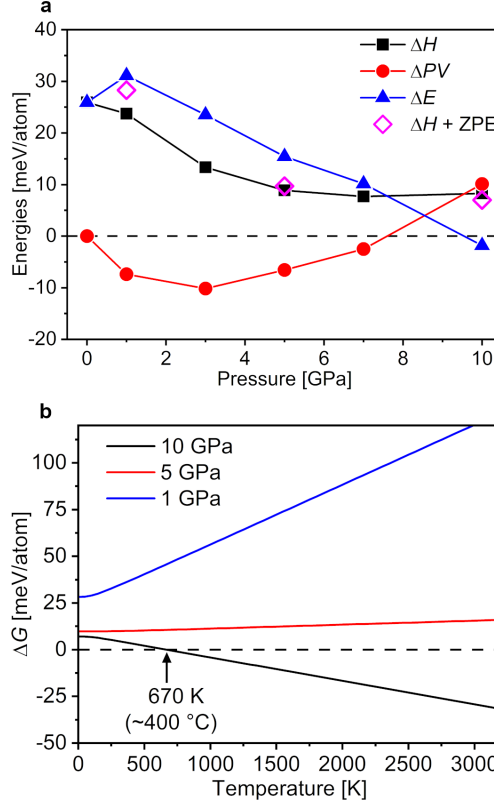 a
40
30
20
10
0
-10
-20
Energies [meV/atom]
ΔH
ΔPV
ΔE
ΔH + ZPE
0 2 4 6 8 10
Pressure [GPa]
b
100
75
50
25
0
-25
-50
ΔG [meV/atom]
10 GPa
5 GPa
1 GPa
670 K
(~400 °C)
0 500 1000 1500 2000 2500 3000
Temperature [K]